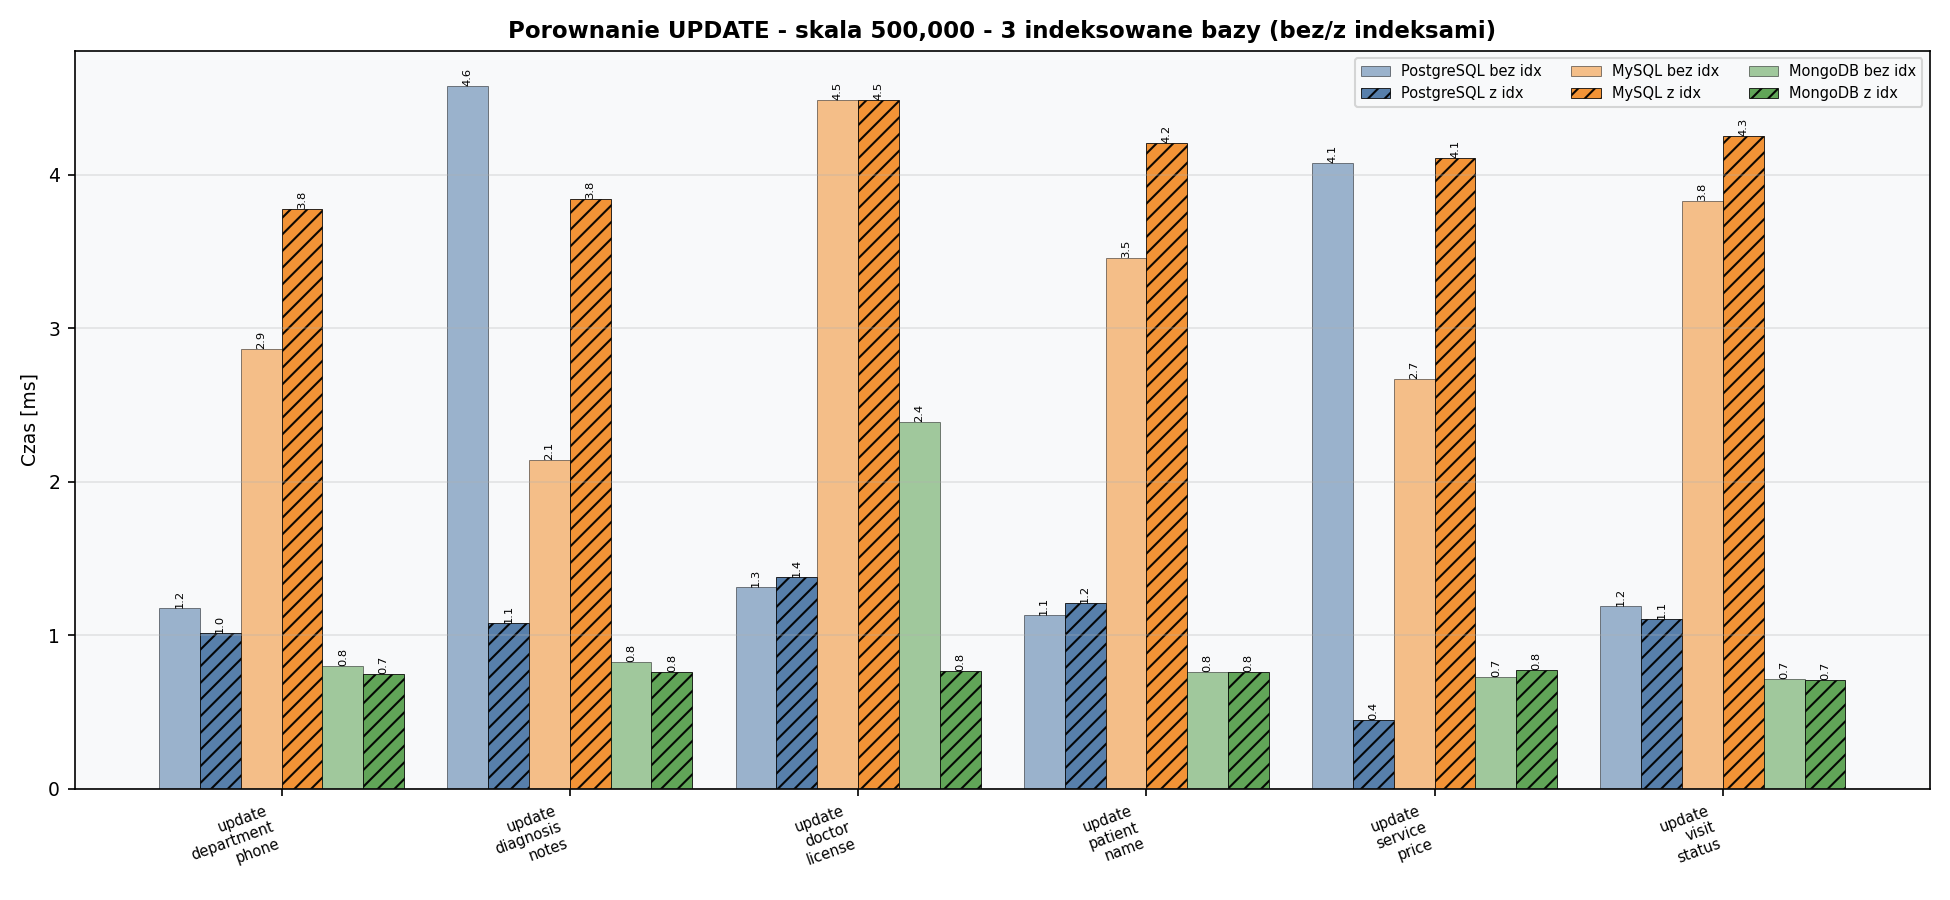 Porownanie UPDATE - skala 500,000 - 3 indeksowane bazy (bez/z indeksami)
PostgreSQL bez idx
PostgreSQL z idx
MySQL bez idx
MySQL z idx
MongoDB bez idx
MongoDB z idx
Czas [ms]
4
3
2
1
0
1.2
1.0
2.9
3.8
0.8
0.7
4.6
1.1
2.1
3.8
0.8
0.8
1.3
1.4
4.5
4.5
2.4
0.8
1.1
1.2
3.5
4.2
0.8
0.8
4.1
0.4
2.7
4.1
0.7
0.8
1.2
1.1
3.8
4.3
0.7
0.7
update
department
phone
update
diagnosis
notes
update
doctor
license
update
patient
name
update
service
price
update
visit
status